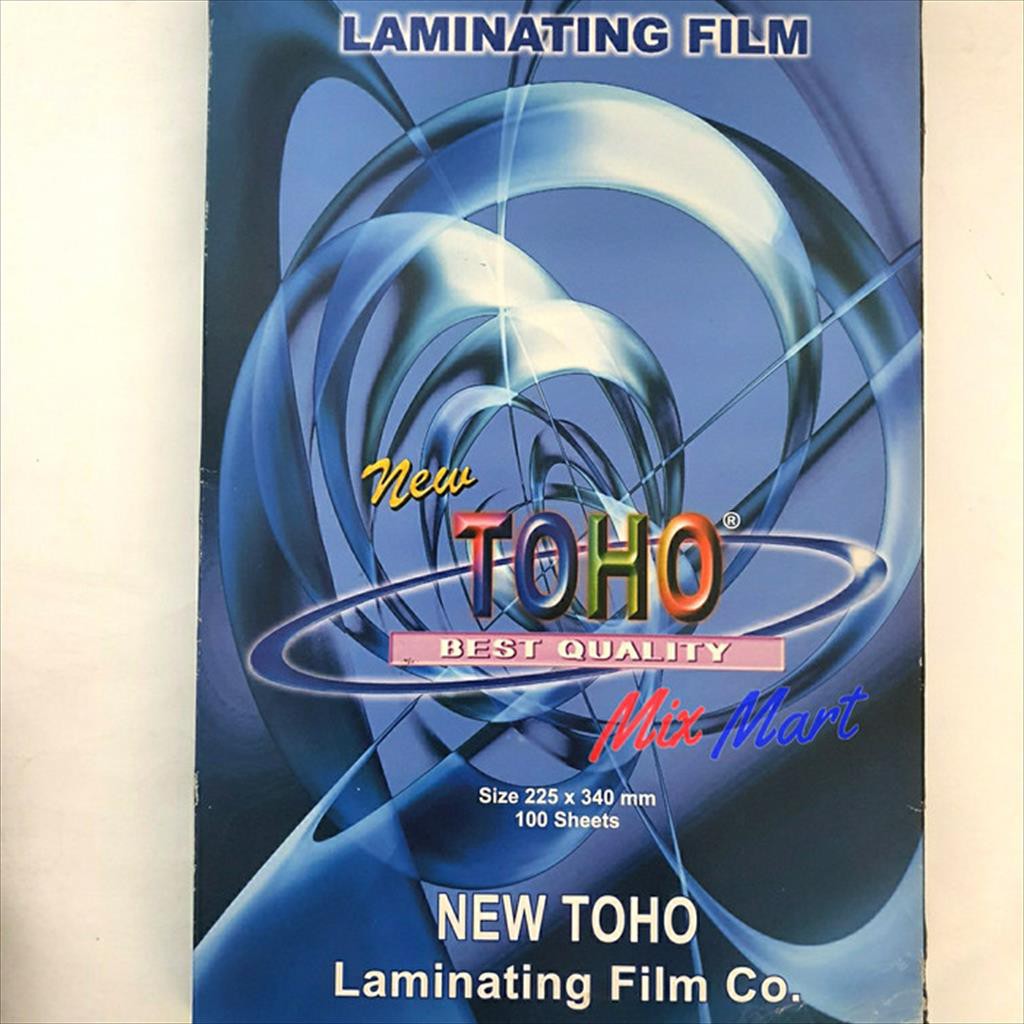 LAMINATING FILM
New
TOHO®
BEST QUALITY
Mix Mart
Size 225 x 340 mm
100 Sheets
NEW TOHO
Laminating Film Co.